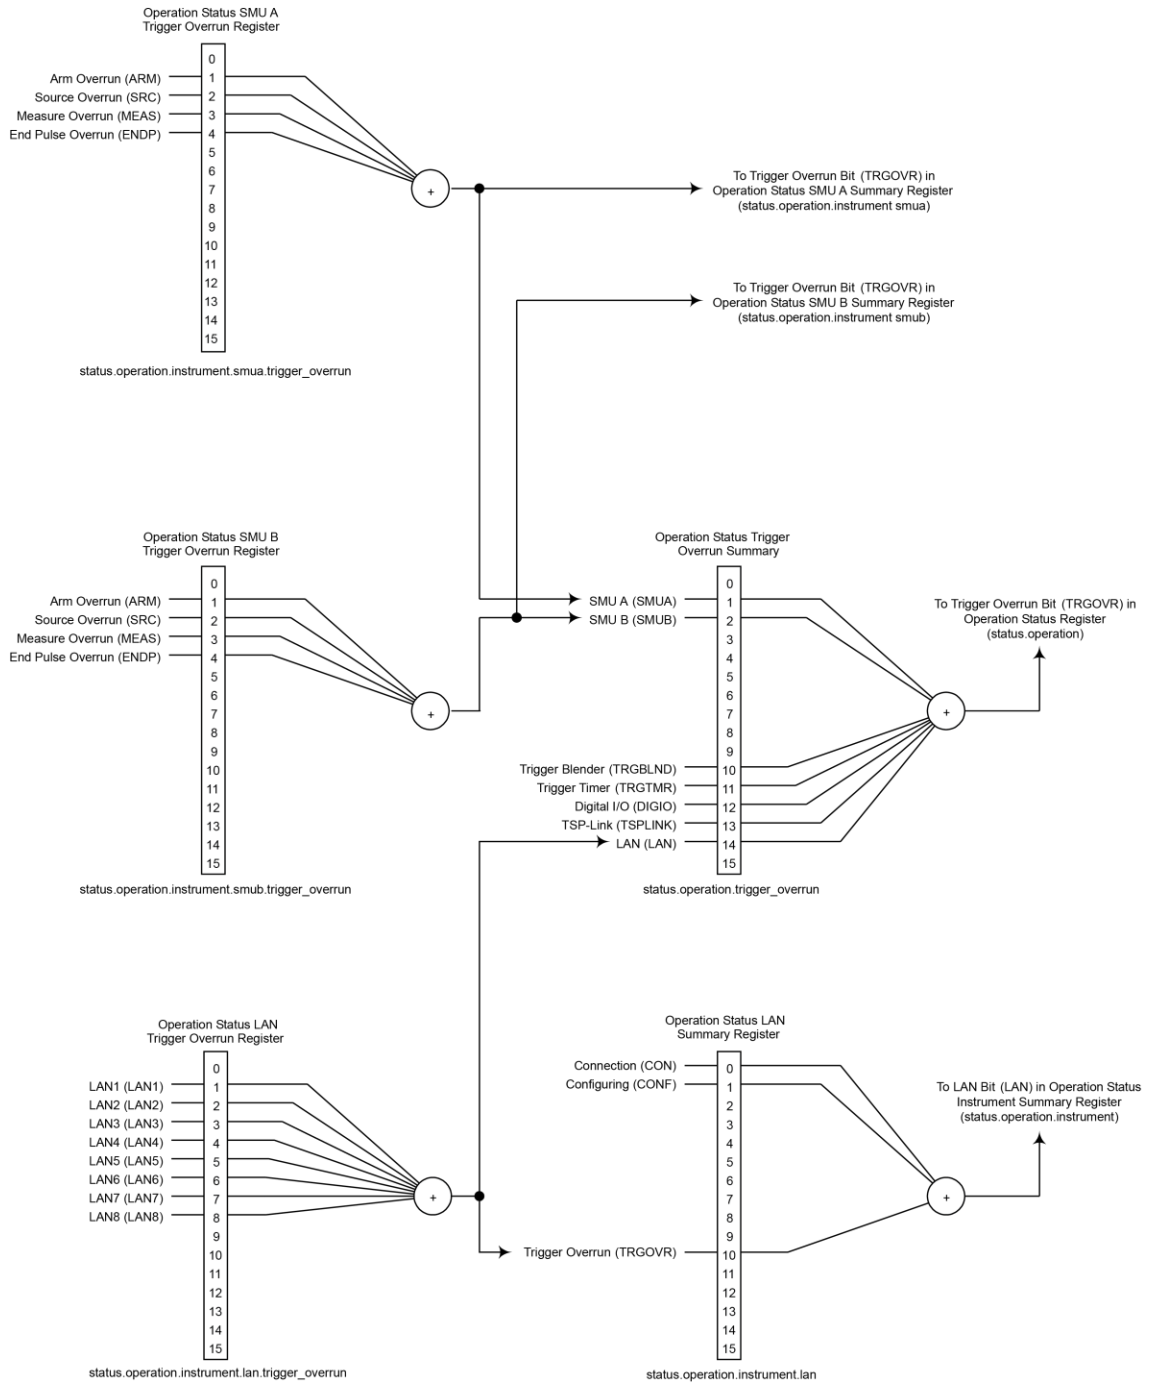 Operation Status SMU A
Trigger Overrun Register
0
Arm Overrun (ARM) 1
Source Overrun (SRC) 2
Measure Overrun (MEAS) 3
End Pulse Overrun (ENDP) 4
5
6
7
8
9
10
11
12
13
14
15
status.operation.instrument.smua.trigger_overrun
+
To Trigger Overrun Bit (TRGOVR) in
Operation Status SMU A Summary Register
(status.operation.instrument smua)
To Trigger Overrun Bit (TRGOVR) in
Operation Status SMU B Summary Register
(status.operation.instrument smub)
Operation Status SMU B
Trigger Overrun Register
0
Arm Overrun (ARM) 1
Source Overrun (SRC) 2
Measure Overrun (MEAS) 3
End Pulse Overrun (ENDP) 4
5
6
7
8
9
10
11
12
13
14
15
status.operation.instrument.smub.trigger_overrun
+
Operation Status Trigger
Overrun Summary
0
SMU A (SMUA) 1
SMU B (SMUB) 2
3
4
5
6
7
8
9
Trigger Blender (TRGBLND) 10
Trigger Timer (TRGTMR) 11
Digital I/O (DIGIO) 12
TSP-Link (TSPLINK) 13
LAN (LAN) 14
15
status.operation.trigger_overrun
+
To Trigger Overrun Bit (TRGOVR) in
Operation Status Register
(status.operation)
Operation Status LAN
Trigger Overrun Register
0
LAN1 (LAN1) 1
LAN2 (LAN2) 2
LAN3 (LAN3) 3
LAN4 (LAN4) 4
LAN5 (LAN5) 5
LAN6 (LAN6) 6
LAN7 (LAN7) 7
LAN8 (LAN8) 8
9
10
11
12
13
14
15
status.operation.instrument.lan.trigger_overrun
+
Operation Status LAN
Summary Register
Connection (CON) 0
Configuring (CONF) 1
2
3
4
5
6
7
8
9
Trigger Overrun (TRGOVR) 10
11
12
13
14
15
status.operation.instrument.lan
+
To LAN Bit (LAN) in Operation Status
Instrument Summary Register
(status.operation.instrument)